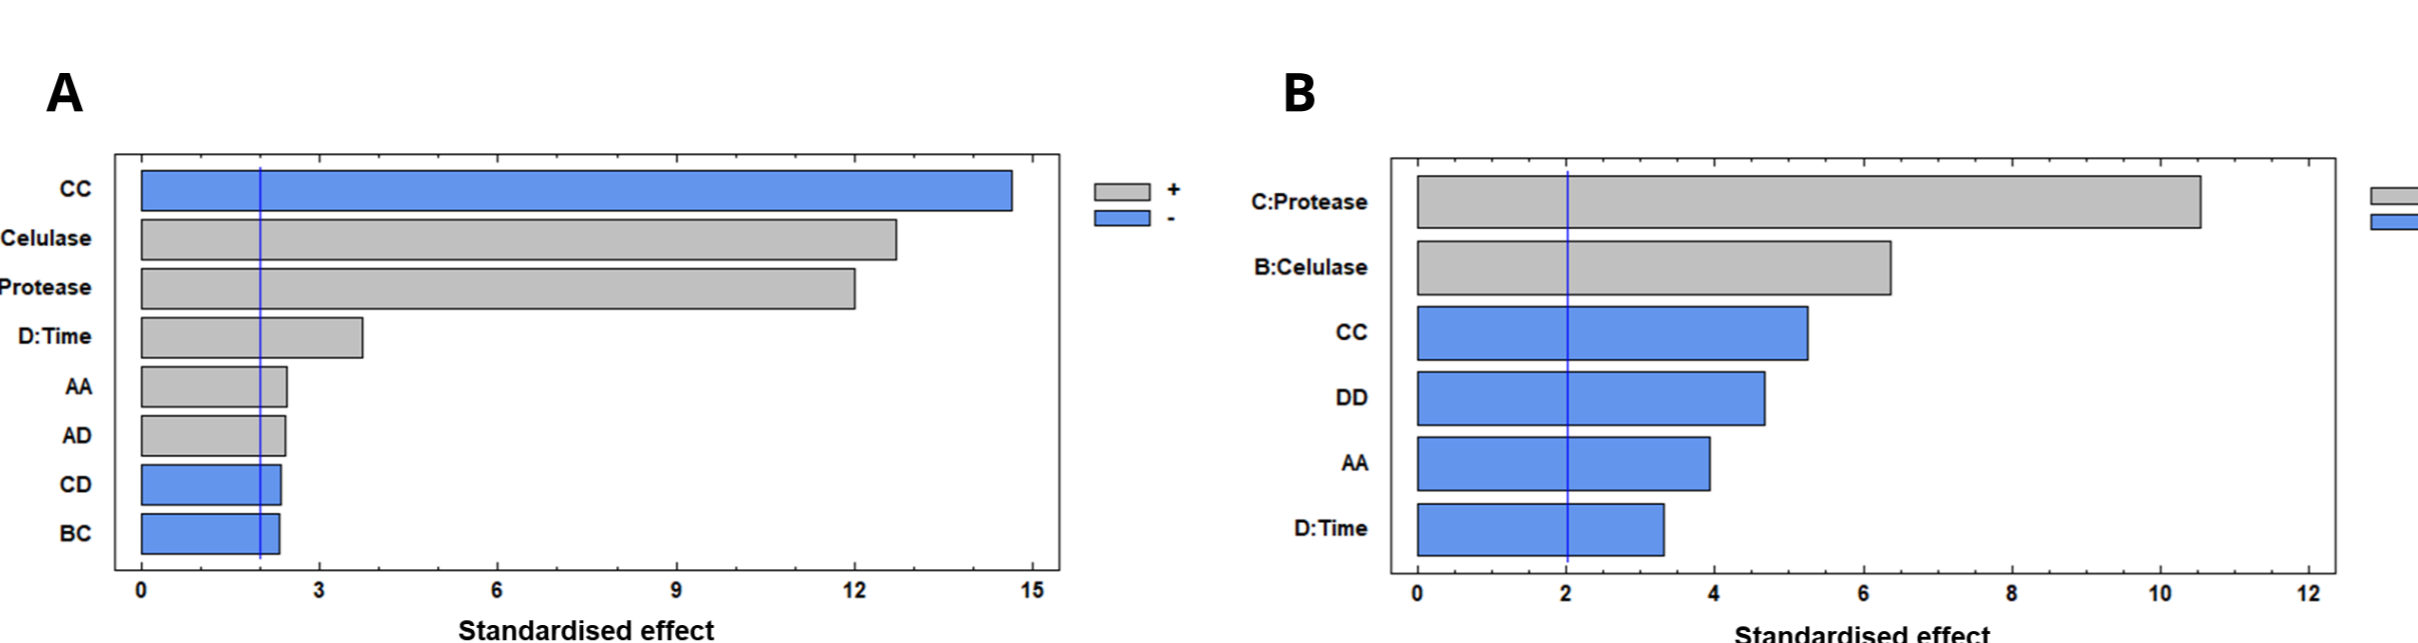 A
CC
Celulase
Protease
D:Time
AA
AD
CD
BC
0 3 6 9 12 15
Standardised effect
+
-
B
C:Protease
B:Celulase
CC
DD
AA
D:Time
0 2 4 6 8 10 12
Standardised effect